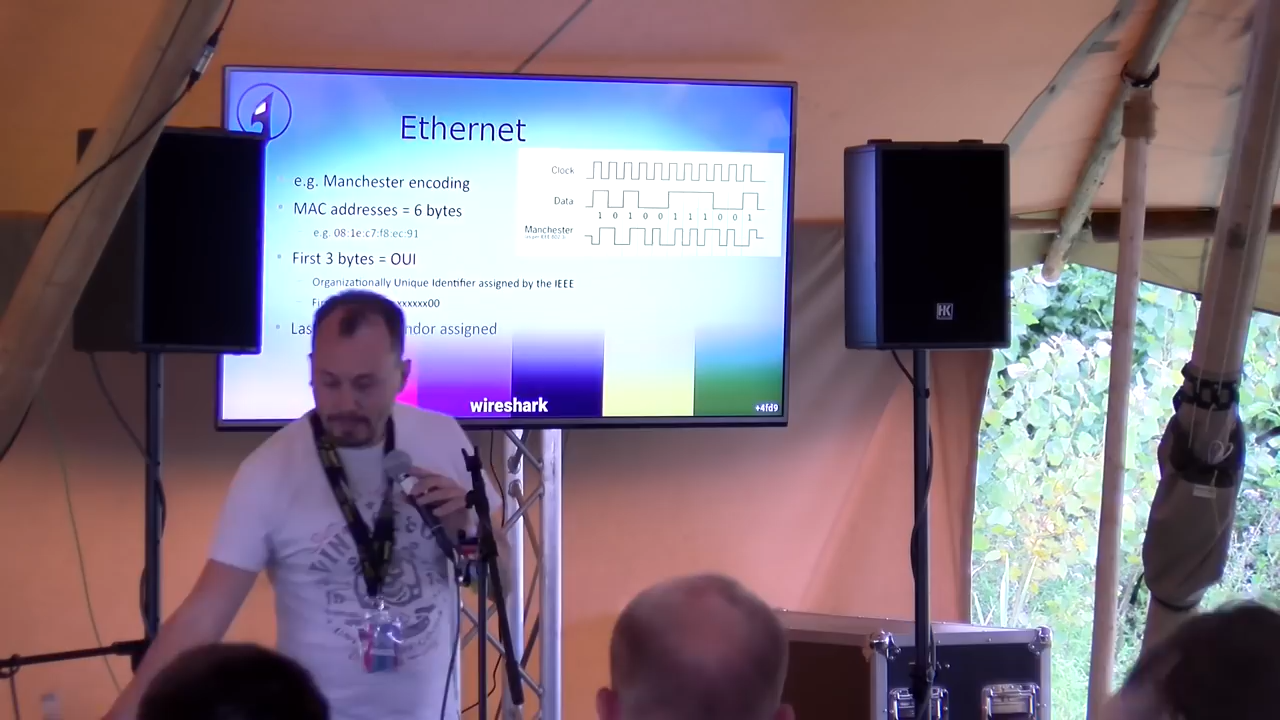 Ethernet
e.g. Manchester encoding
MAC addresses = 6 bytes
e.g. 08:1e:c7:f8:ec:91
First 3 bytes = OUI
Organizationally Unique Identifier assigned by the IEEE
xxxxxx00
assigned
Clock
Data
1 0 1 0 0 1 1 1 0 0 1
Manchester
wireshark
+4fd9
HK